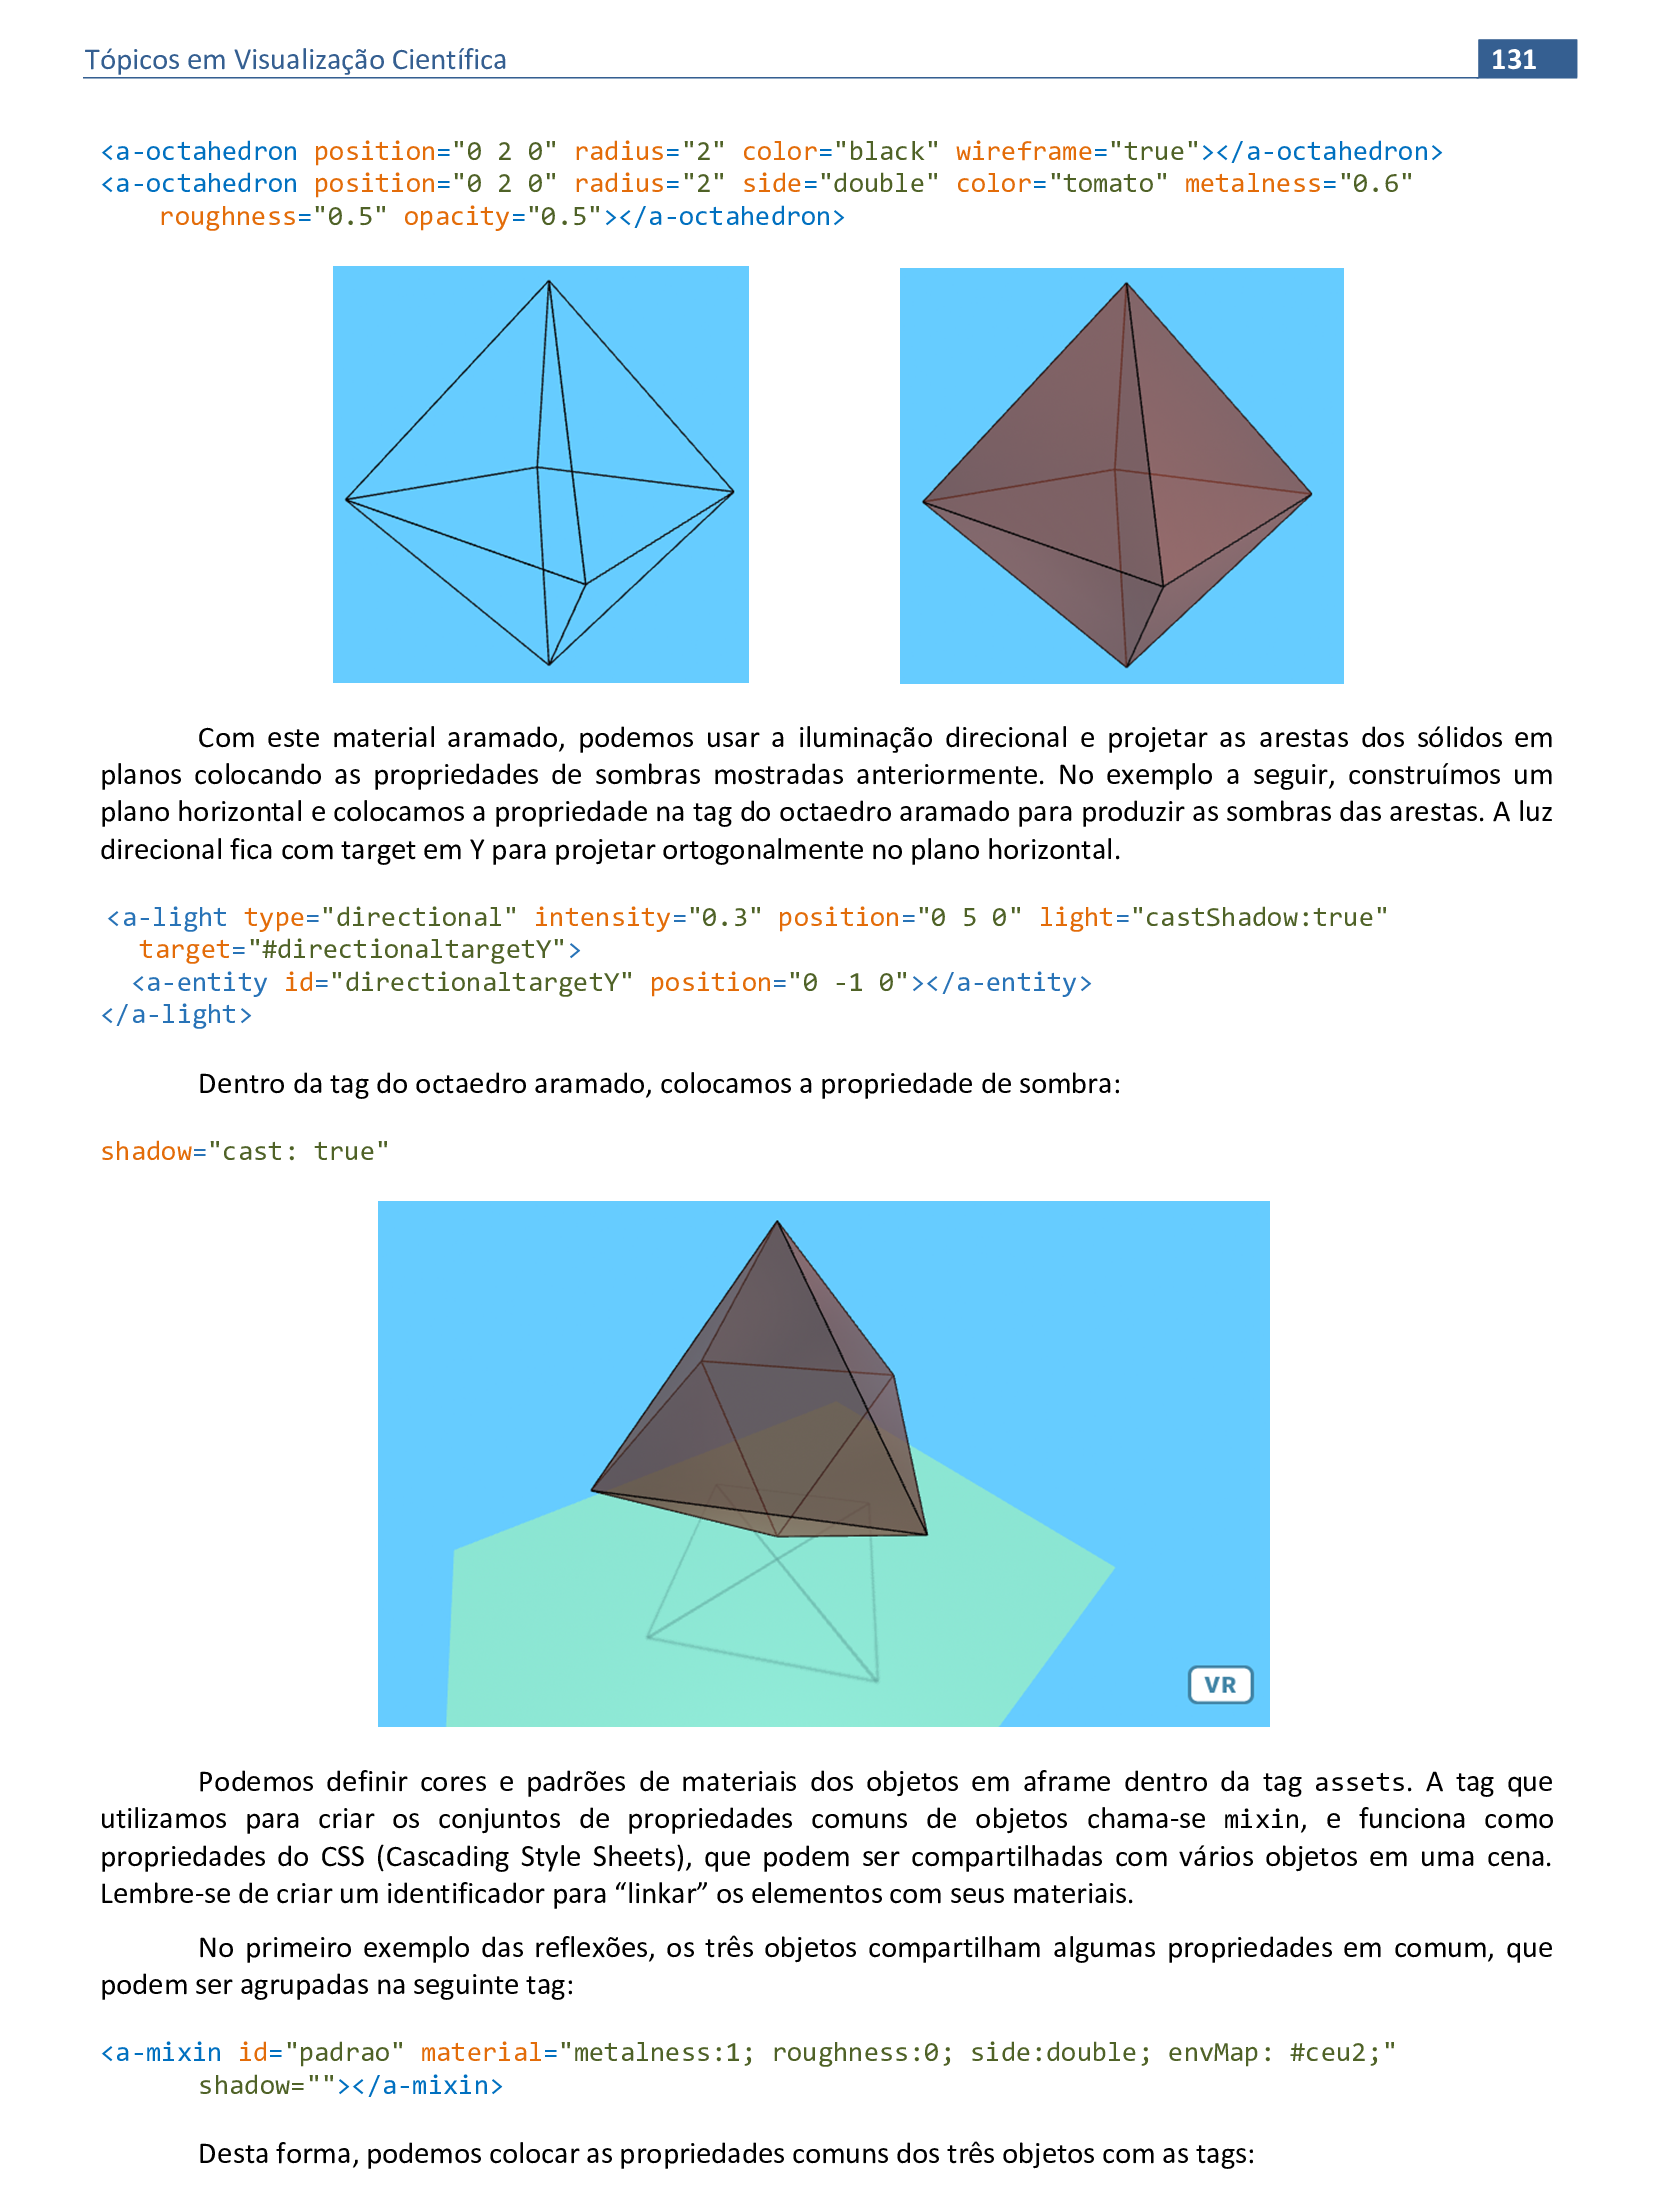 Tópicos em Visualização Científica 131
<a-octahedron position="0 2 0" radius="2" color="black" wireframe="true"></a-octahedron>
<a-octahedron position="0 2 0" radius="2" side="double" color="tomato" metalness="0.6"
roughness="0.5" opacity="0.5"></a-octahedron>
Com este material aramado, podemos usar a iluminação direcional e projetar as arestas dos sólidos em
planos colocando as propriedades de sombras mostradas anteriormente. No exemplo a seguir, construímos um
plano horizontal e colocamos a propriedade na tag do octaedro aramado para produzir as sombras das arestas. A luz
direcional fica com target em Y para projetar ortogonalmente no plano horizontal.
<a-light type="directional" intensity="0.3" position="0 5 0" light="castShadow:true"
target="#directionaltargetY">
<a-entity id="directionaltargetY" position="0 -1 0"></a-entity>
</a-light>
Dentro da tag do octaedro aramado, colocamos a propriedade de sombra:
shadow="cast: true"
VR
Podemos definir cores e padrões de materiais dos objetos em aframe dentro da tag assets. A tag que
utilizamos para criar os conjuntos de propriedades comuns de objetos chama-se mixin, e funciona como
propriedades do CSS (Cascading Style Sheets), que podem ser compartilhadas com vários objetos em uma cena.
Lembre-se de criar um identificador para “linkar” os elementos com seus materiais.
No primeiro exemplo das reflexões, os três objetos compartilham algumas propriedades em comum, que
podem ser agrupadas na seguinte tag:
<a-mixin id="padrao" material="metalness:1; roughness:0; side:double; envMap: #ceu2;"
shadow=""></a-mixin>
Desta forma, podemos colocar as propriedades comuns dos três objetos com as tags: